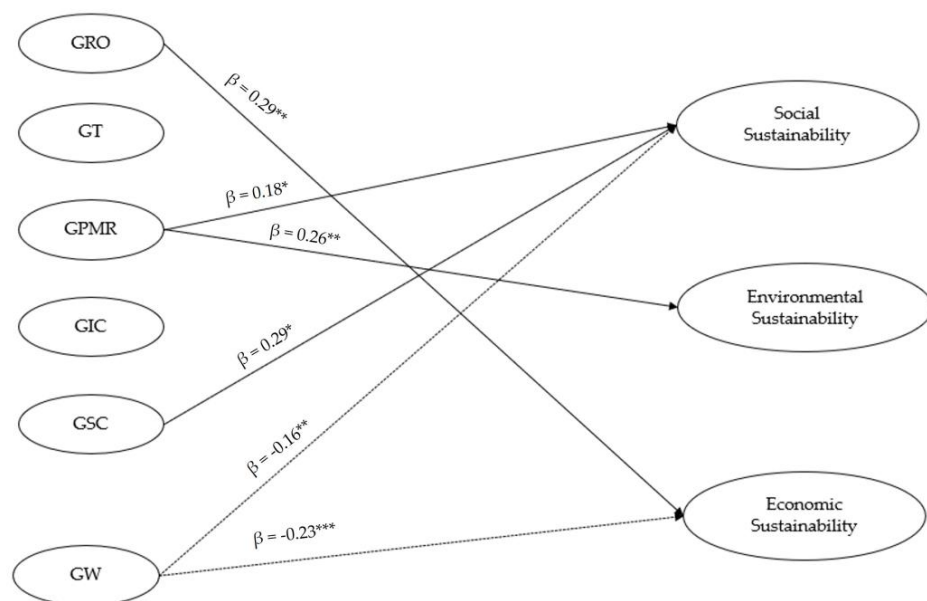 GRO
GT
GPMR
GIC
GSC
GW
β = 0.29**
β = 0.18*
β = 0.26**
β = 0.29*
β = -0.16**
β = -0.23***
Social
Sustainability
Environmental
Sustainability
Economic
Sustainability